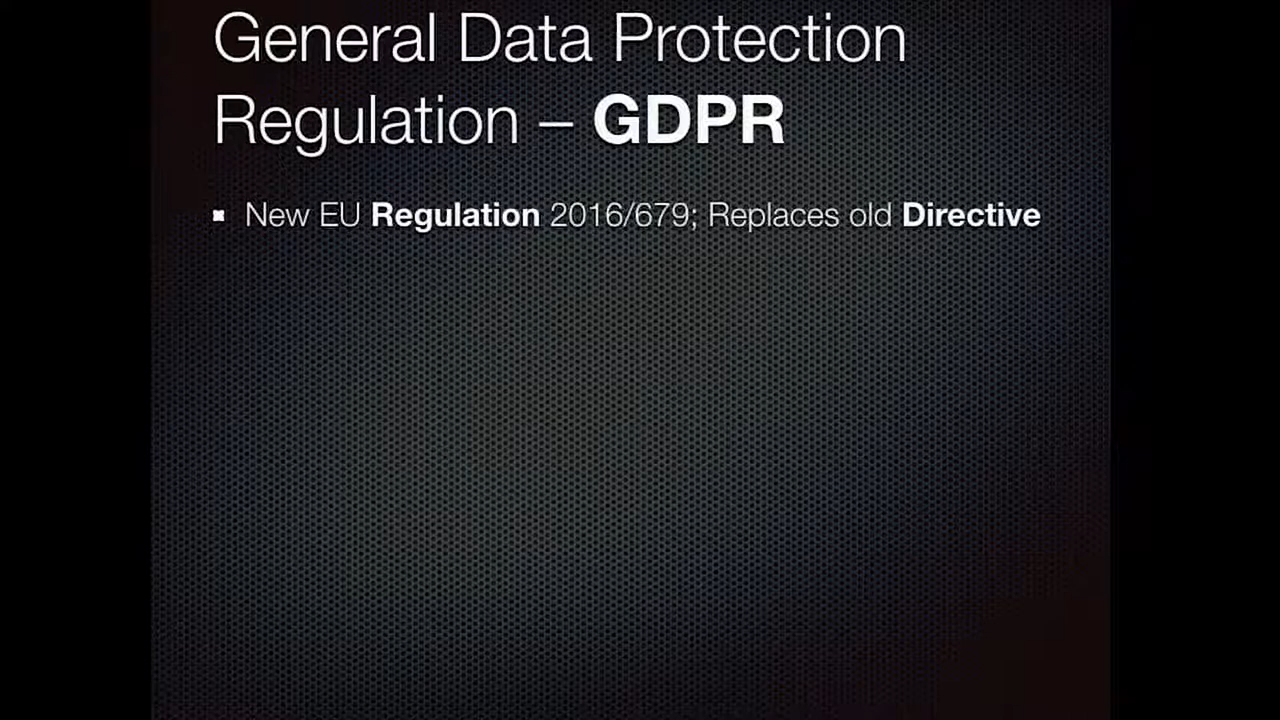 General Data Protection
Regulation – GDPR
New EU Regulation 2016/679; Replaces old Directive